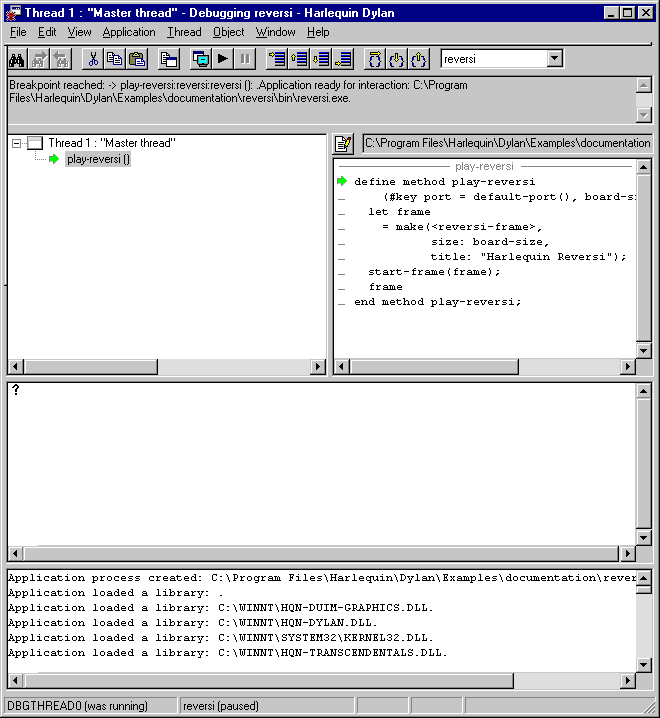 Thread 1 : "Master thread" - Debugging reversi - Harlequin Dylan
File Edit View Application Thread Object Window Help
reversi
Breakpoint reached: -> play-reversi:reversi:reversi (): .Application ready for interaction: C:\Program
Files\Harlequin\Dylan\Examples\documentation\reversi\bin\reversi.exe.
Thread 1 : "Master thread"
play-reversi ()
C:\Program Files\Harlequin\Dylan\Examples\documentation
play-reversi
define method play-reversi
(#key port = default-port(), board-si
let frame
= make(<reversi-frame>,
size: board-size,
title: "Harlequin Reversi");
start-frame(frame);
frame
end method play-reversi;
?
Application process created: C:\Program Files\Harlequin\Dylan\Examples\documentation\rever
Application loaded a library: .
Application loaded a library: C:\WINNT\HQN-DUIM-GRAPHICS.DLL.
Application loaded a library: C:\WINNT\HQN-DYLAN.DLL.
Application loaded a library: C:\WINNT\SYSTEM32\KERNEL32.DLL.
Application loaded a library: C:\WINNT\HQN-TRANSCENDENTALS.DLL.
DBGTHREAD0 (was running)
reversi (paused)